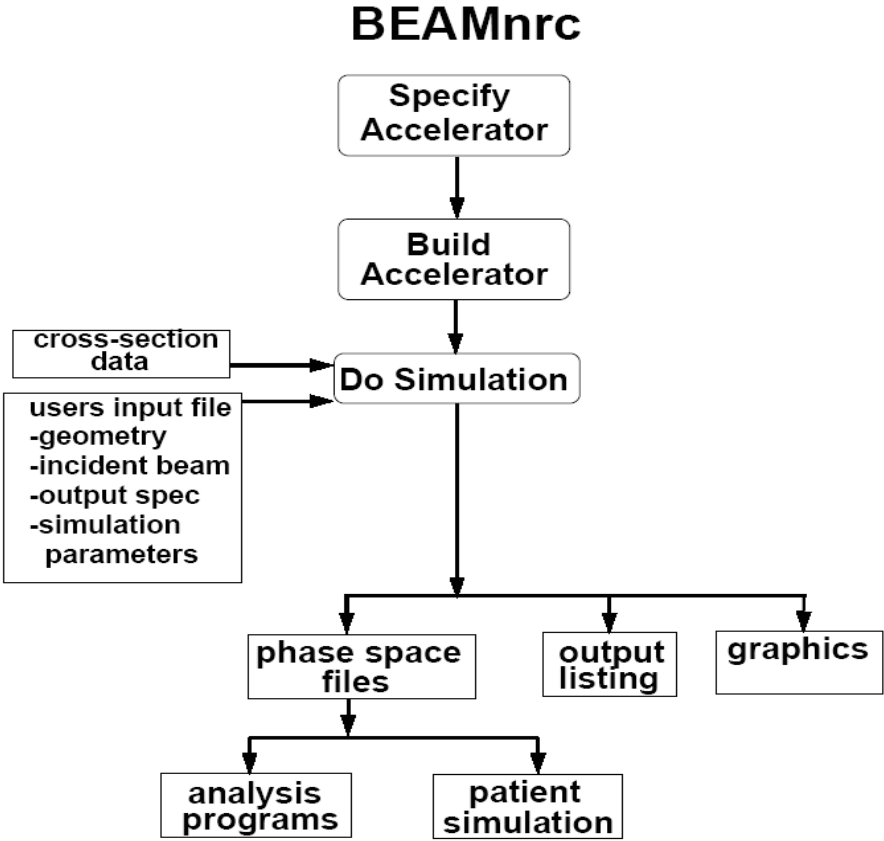 BEAMnrc
Specify
Accelerator
Build
Accelerator
cross-section
data
Do Simulation
users input file
-geometry
-incident beam
-output spec
-simulation
parameters
phase space
files
output
listing
graphics
analysis
programs
patient
simulation